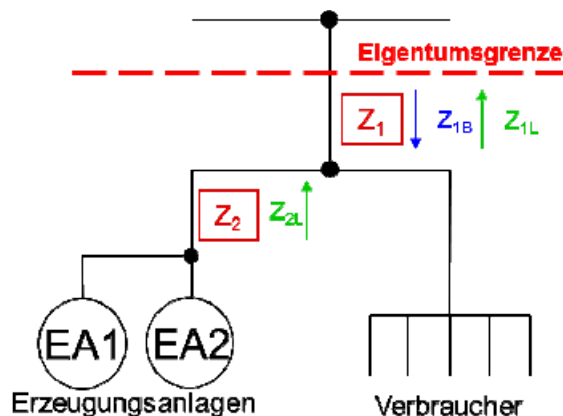 Eigentumsgrenze
Z1 Z1B Z1L
Z2 Z2L
EA1 EA2
Erzeugungsanlagen Verbraucher